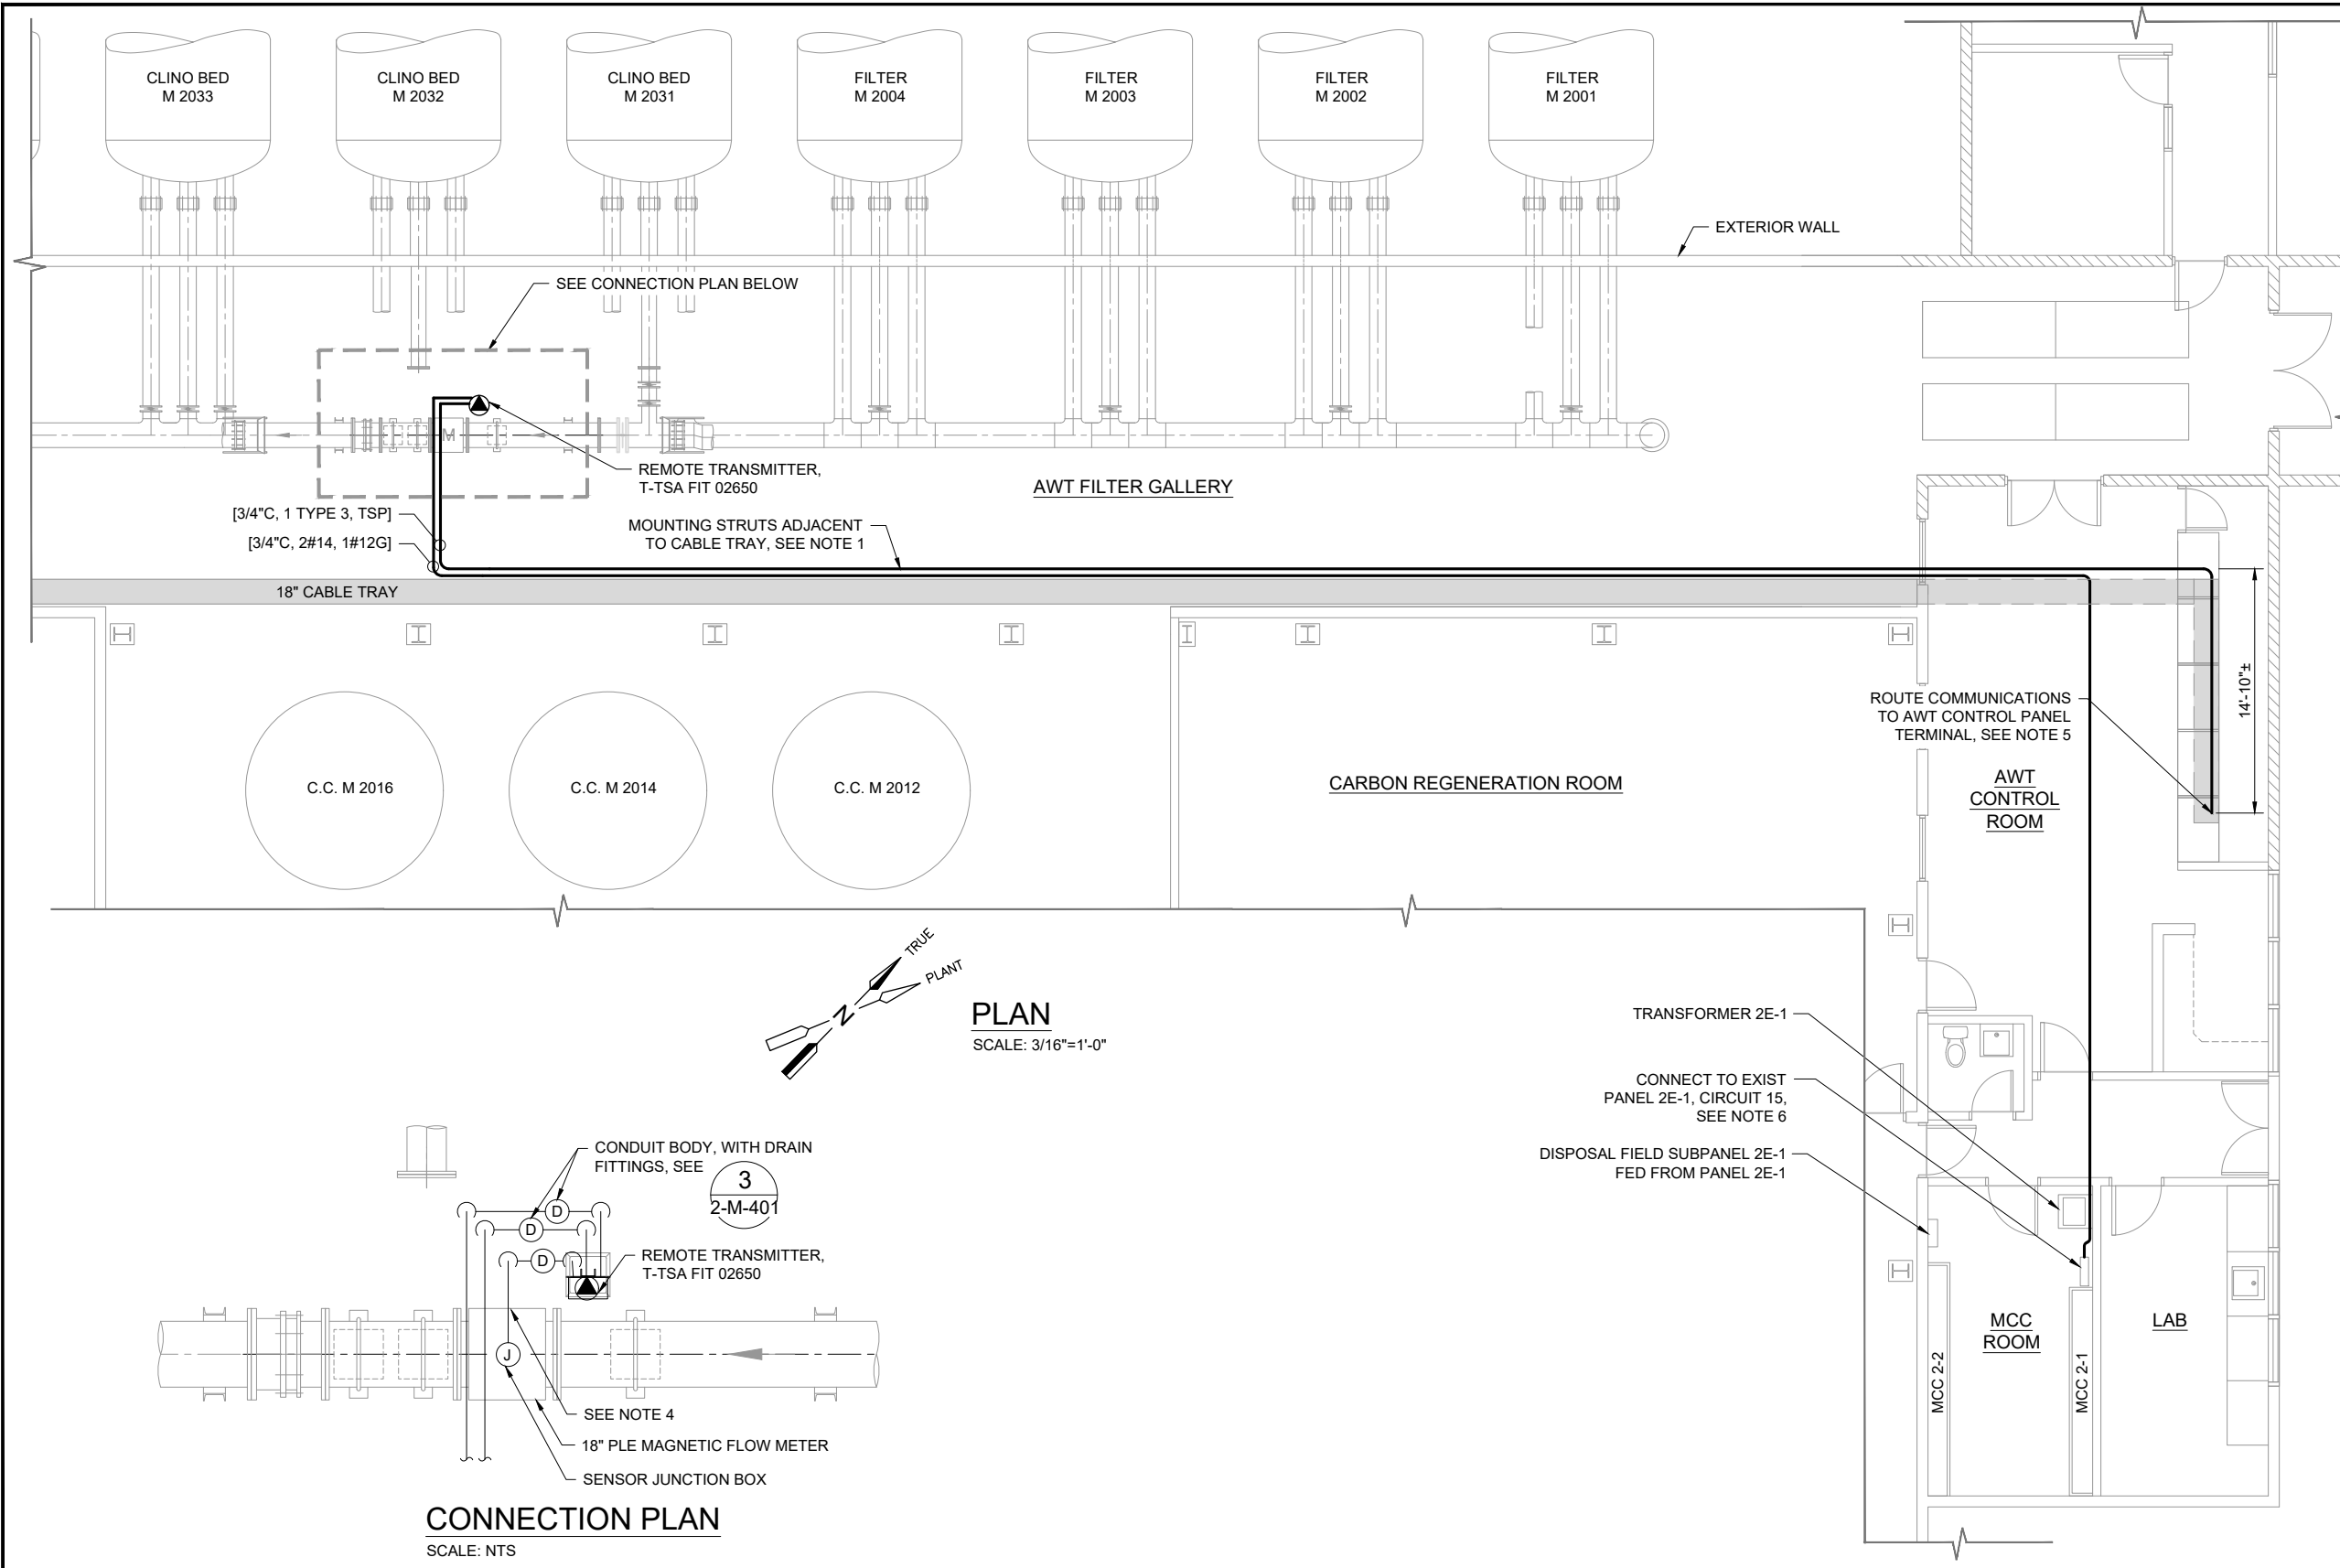 CLINO BED
M 2033
CLINO BED
M 2032
CLINO BED
M 2031
FILTER
M 2004
FILTER
M 2003
FILTER
M 2002
FILTER
M 2001
EXTERIOR WALL
SEE CONNECTION PLAN BELOW
M
REMOTE TRANSMITTER,
T-TSA FIT 02650
AWT FILTER GALLERY
[3/4"C, 1 TYPE 3, TSP]
[3/4"C, 2#14, 1#12G]
MOUNTING STRUTS ADJACENT
TO CABLE TRAY, SEE NOTE 1
18" CABLE TRAY
14'-10"±
ROUTE COMMUNICATIONS
TO AWT CONTROL PANEL
TERMINAL, SEE NOTE 5
C.C. M 2016
C.C. M 2014
C.C. M 2012
CARBON REGENERATION ROOM
AWT
CONTROL
ROOM
TRUE
PLANT
N
PLAN
SCALE: 3/16"=1'-0"
TRANSFORMER 2E-1
CONNECT TO EXIST
PANEL 2E-1, CIRCUIT 15,
SEE NOTE 6
DISPOSAL FIELD SUBPANEL 2E-1
FED FROM PANEL 2E-1
CONDUIT BODY, WITH DRAIN
FITTINGS, SEE
3
2-M-401
D
D
D
REMOTE TRANSMITTER,
T-TSA FIT 02650
J
SEE NOTE 4
18" PLE MAGNETIC FLOW METER
SENSOR JUNCTION BOX
MCC
ROOM
LAB
MCC 2-2
MCC 2-1
CONNECTION PLAN
SCALE: NTS